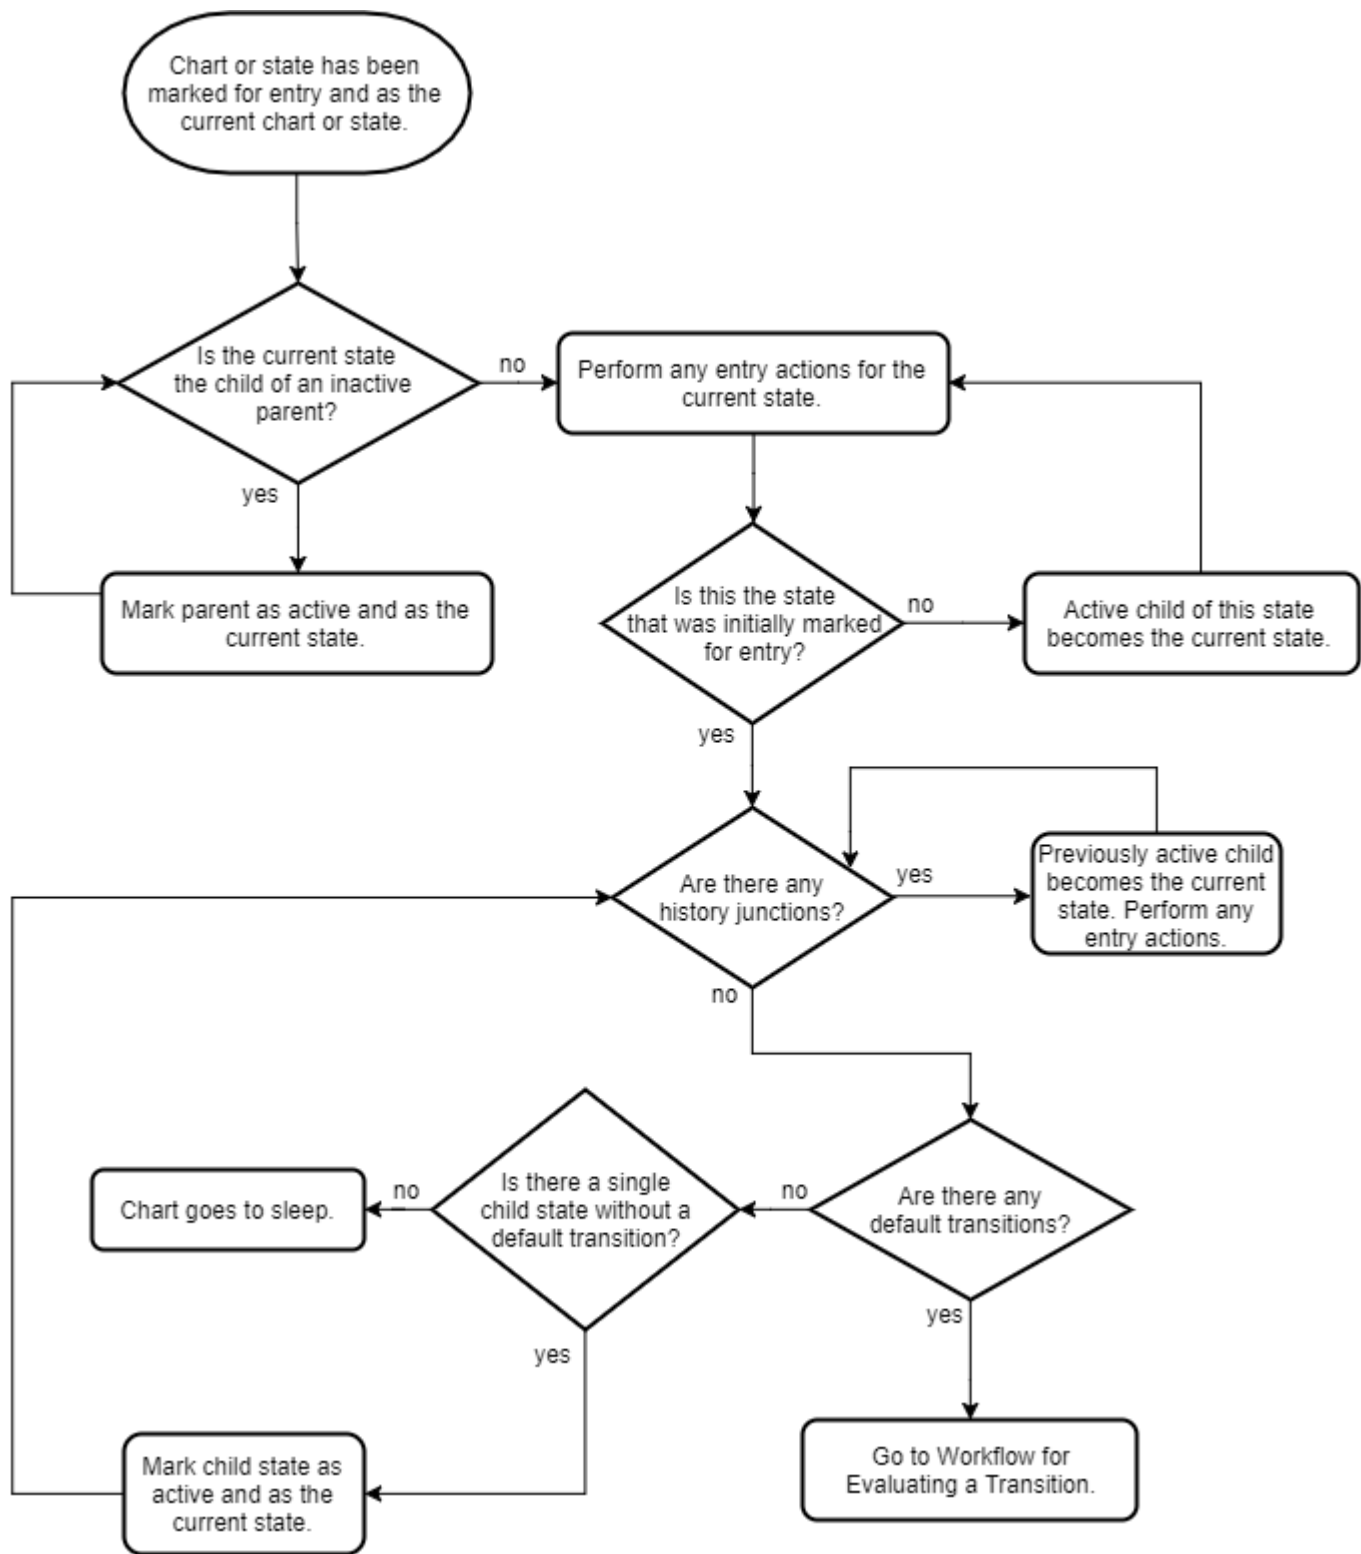 Chart or state has been
marked for entry and as the
current chart or state.
Is the current state
the child of an inactive
parent?
no
Perform any entry actions for the
current state.
yes
Mark parent as active and as the
current state.
Is this the state
that was initially marked
for entry?
no
Active child of this state
becomes the current state.
yes
Are there any
history junctions?
yes
Previously active child
becomes the current
state. Perform any
entry actions.
no
Are there any
default transitions?
no
Is there a single
child state without a
default transition?
no
Chart goes to sleep.
yes
yes
Mark child state as
active and as the
current state.
Go to Workflow for
Evaluating a Transition.